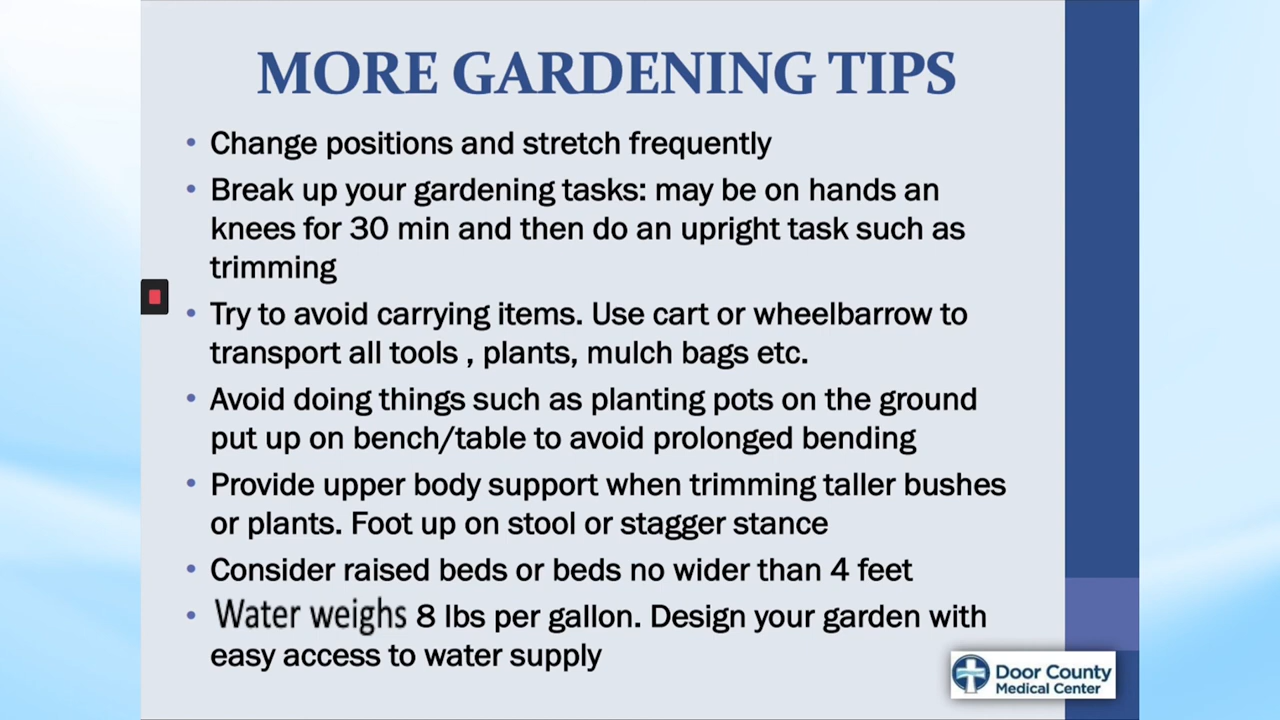 MORE GARDENING TIPS
• Change positions and stretch frequently
• Break up your gardening tasks: may be on hands an
knees for 30 min and then do an upright task such as
trimming
• Try to avoid carrying items. Use cart or wheelbarrow to
transport all tools , plants, mulch bags etc.
• Avoid doing things such as planting pots on the ground
put up on bench/table to avoid prolonged bending
• Provide upper body support when trimming taller bushes
or plants. Foot up on stool or stagger stance
• Consider raised beds or beds no wider than 4 feet
• Water weighs 8 lbs per gallon. Design your garden with
easy access to water supply
Door County
Medical Center